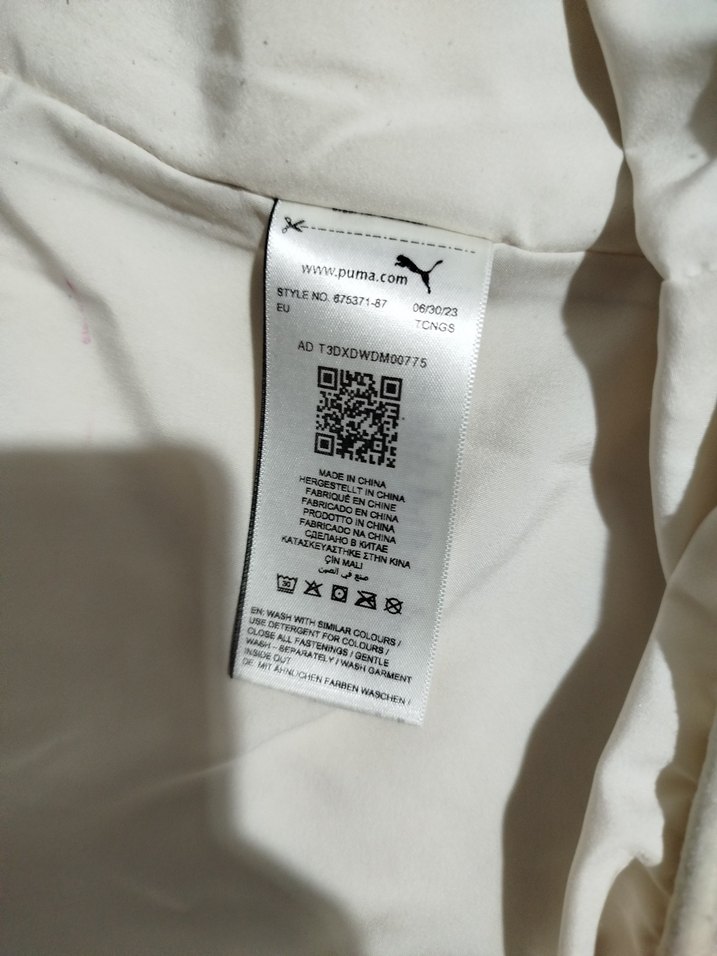 www.puma.com
STYLE NO. 675371-87 06/30/23
EU TCNGS
AD T3DXDWDM00775
MADE IN CHINA
HERGESTELLT IN CHINA
FABRIQUÉ EN CHINE
FABRICADO EN CHINA
PRODOTTO IN CHINA
FABRICADO NA CHINA
СДЕЛАНО В КИТАЕ
ΚΑΤΑΣΚΕΥΑΣΤΗΚΕ ΣΤΗΝ ΚΙΝΑ
ÇİN MALI
صنع في الصين
30
EN: WASH WITH SIMILAR COLOURS /
USE DETERGENT FOR COLOURS /
CLOSE ALL FASTENINGS / GENTLE
WASH - SEPARATELY / WASH GARMENT
INSIDE OUT
DE: MIT ÄHNLICHEN FARBEN WASCHEN /